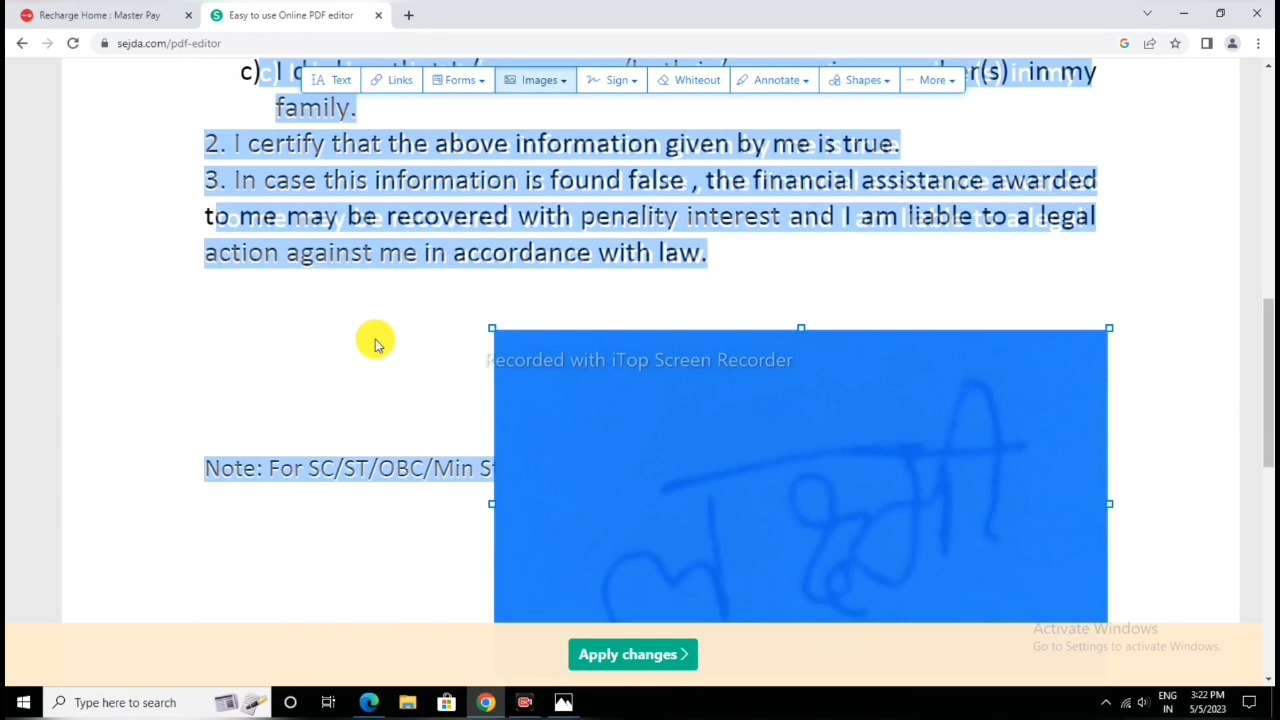 Recharge Home : Master Pay
Easy to use Online PDF editor
sejda.com/pdf-editor
Text
Links
Forms
Images
Sign
Whiteout
Annotate
Shapes
More
c) in my
family.
2. I certify that the above information given by me is true.
3. In case this information is found false , the financial assistance awarded
to me may be recovered with penality interest and I am liable to a legal
action against me in accordance with law.
Recorded with iTop Screen Recorder
Note: For SC/ST/OBC/Min
लक्ष्मी
Apply changes
Activate Windows
Go to Settings to activate Windows.
Type here to search
ENG
IN
3:22 PM
5/5/2023